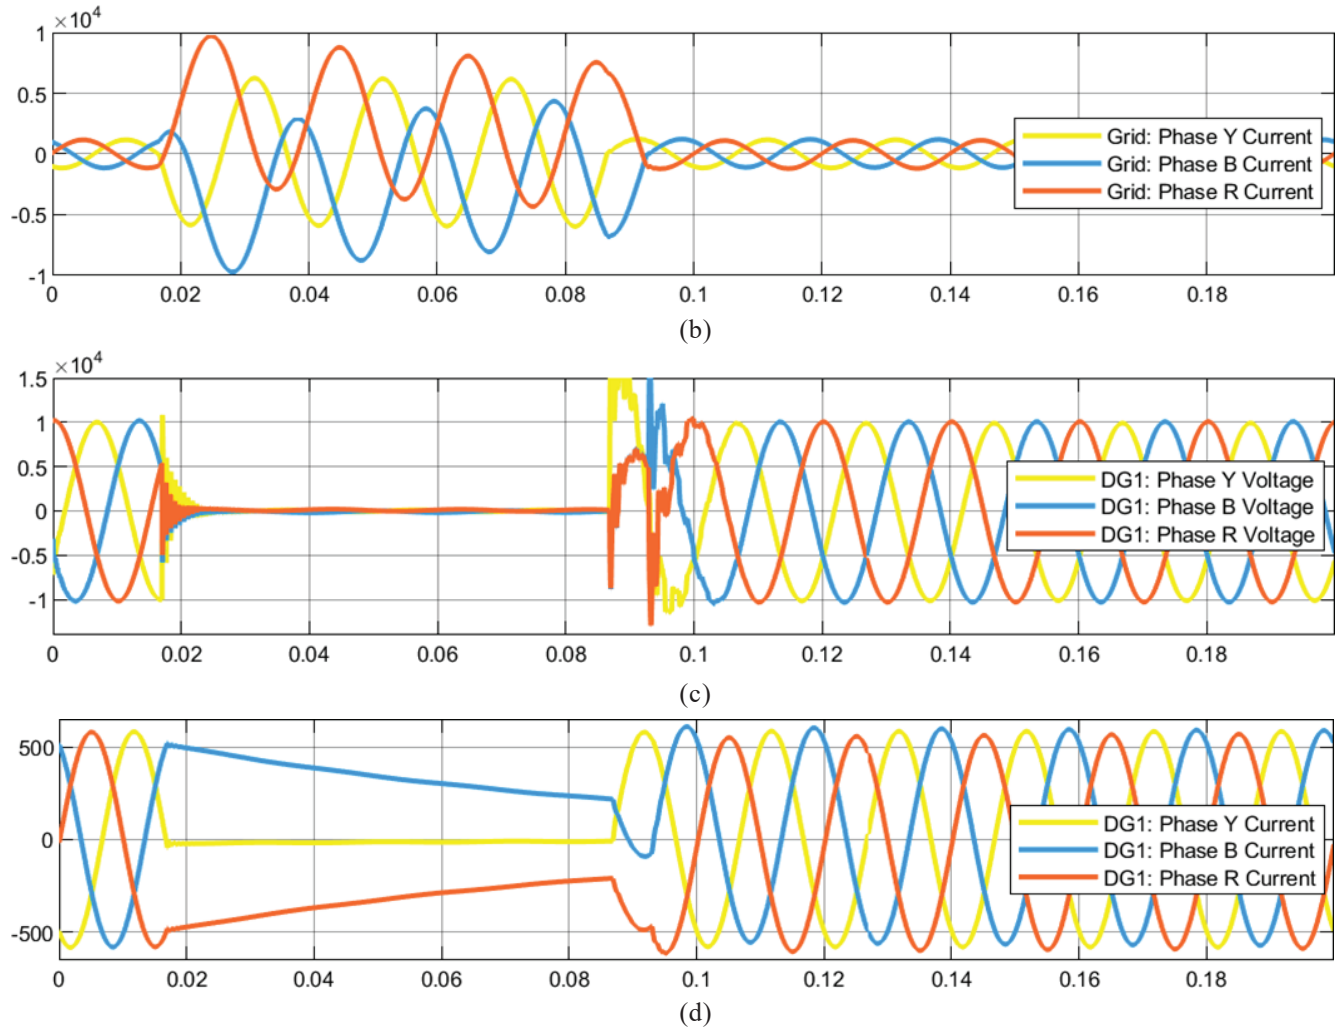 ×10⁴
1
0.5
0
-0.5
-1
Grid: Phase Y Current
Grid: Phase B Current
Grid: Phase R Current
0 0.02 0.04 0.06 0.08 0.1 0.12 0.14 0.16 0.18
(b)
×10⁴
1.5
1
0.5
0
-0.5
-1
DG1: Phase Y Voltage
DG1: Phase B Voltage
DG1: Phase R Voltage
0 0.02 0.04 0.06 0.08 0.1 0.12 0.14 0.16 0.18
(c)
500
0
-500
DG1: Phase Y Current
DG1: Phase B Current
DG1: Phase R Current
0 0.02 0.04 0.06 0.08 0.1 0.12 0.14 0.16 0.18
(d)